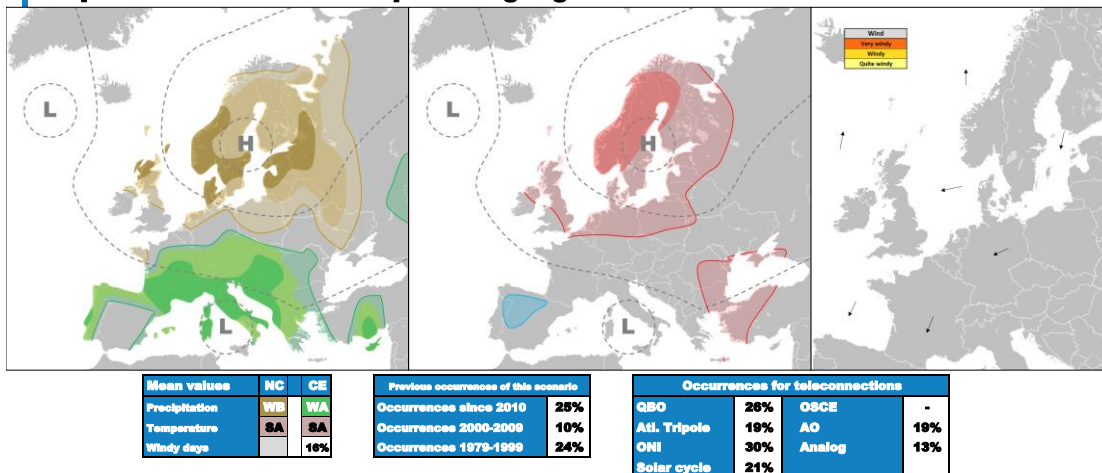 L
H
L
L
H
L
Wind
Very windy
Windy
Quite windy
Mean values NC CE
Precipitation WB WA
Temperature SA SA
Windy days 16%
Previous occurrences of this scenario
Occurrences since 2010 25%
Occurrences 2000-2009 10%
Occurrences 1979-1999 24%
Occurrences for teleconnections
QBO 26% OSCE -
Atl. Tripole 19% AO 19%
ONI 30% Analog 13%
Solar cycle 21%